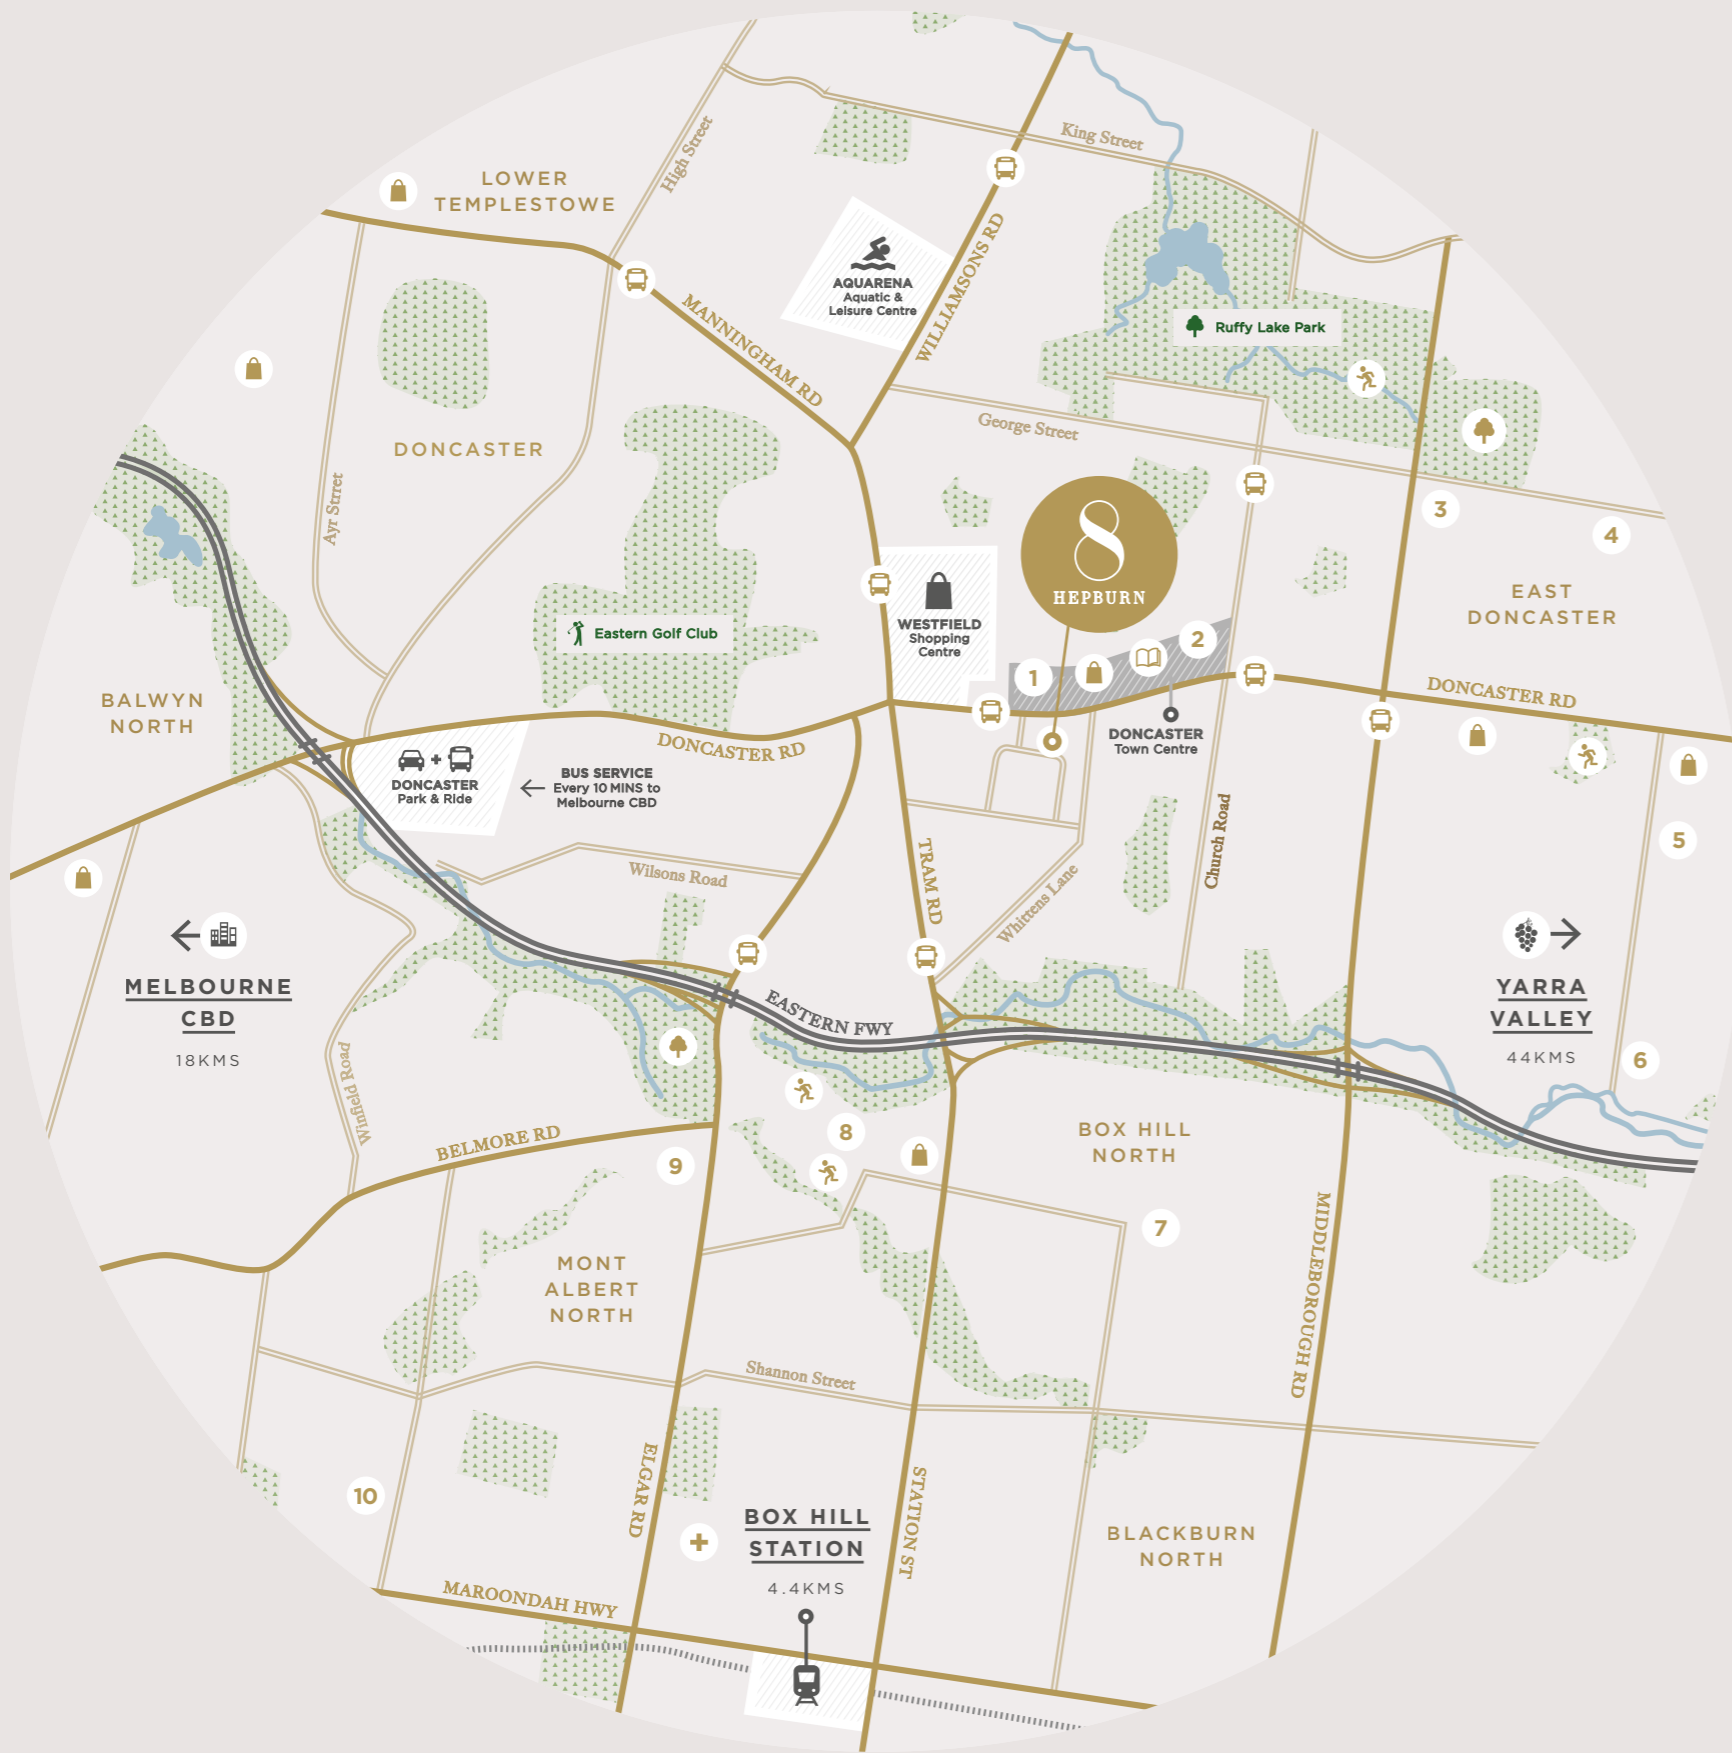 High Street
King Street
LOWER
TEMPLESTOWE
AQUARENA
Aquatic &
Leisure Centre
WILLIAMSONS RD
MANNINGHAM RD
Ruffy Lake Park
George Street
DONCASTER
Ayr Strret
8
HEPBURN
3
4
EAST
DONCASTER
Eastern Golf Club
WESTFIELD
Shopping
Centre
1
2
BALWYN
NORTH
DONCASTER RD
DONCASTER RD
DONCASTER
Town Centre
DONCASTER
Park & Ride
BUS SERVICE
Every 10 MINS to
Melbourne CBD
5
Wilsons Road
TRAM RD
Whittens Lane
Church Road
MELBOURNE
CBD
18KMS
YARRA
VALLEY
44KMS
EASTERN FWY
6
Winfield Road
BELMORE RD
8
9
BOX HILL
NORTH
7
MONT
ALBERT
NORTH
MIDDLEBOROUGH RD
Shannon Street
ELGAR RD
STATION ST
10
BOX HILL
STATION
4.4KMS
BLACKBURN
NORTH
MAROONDAH HWY